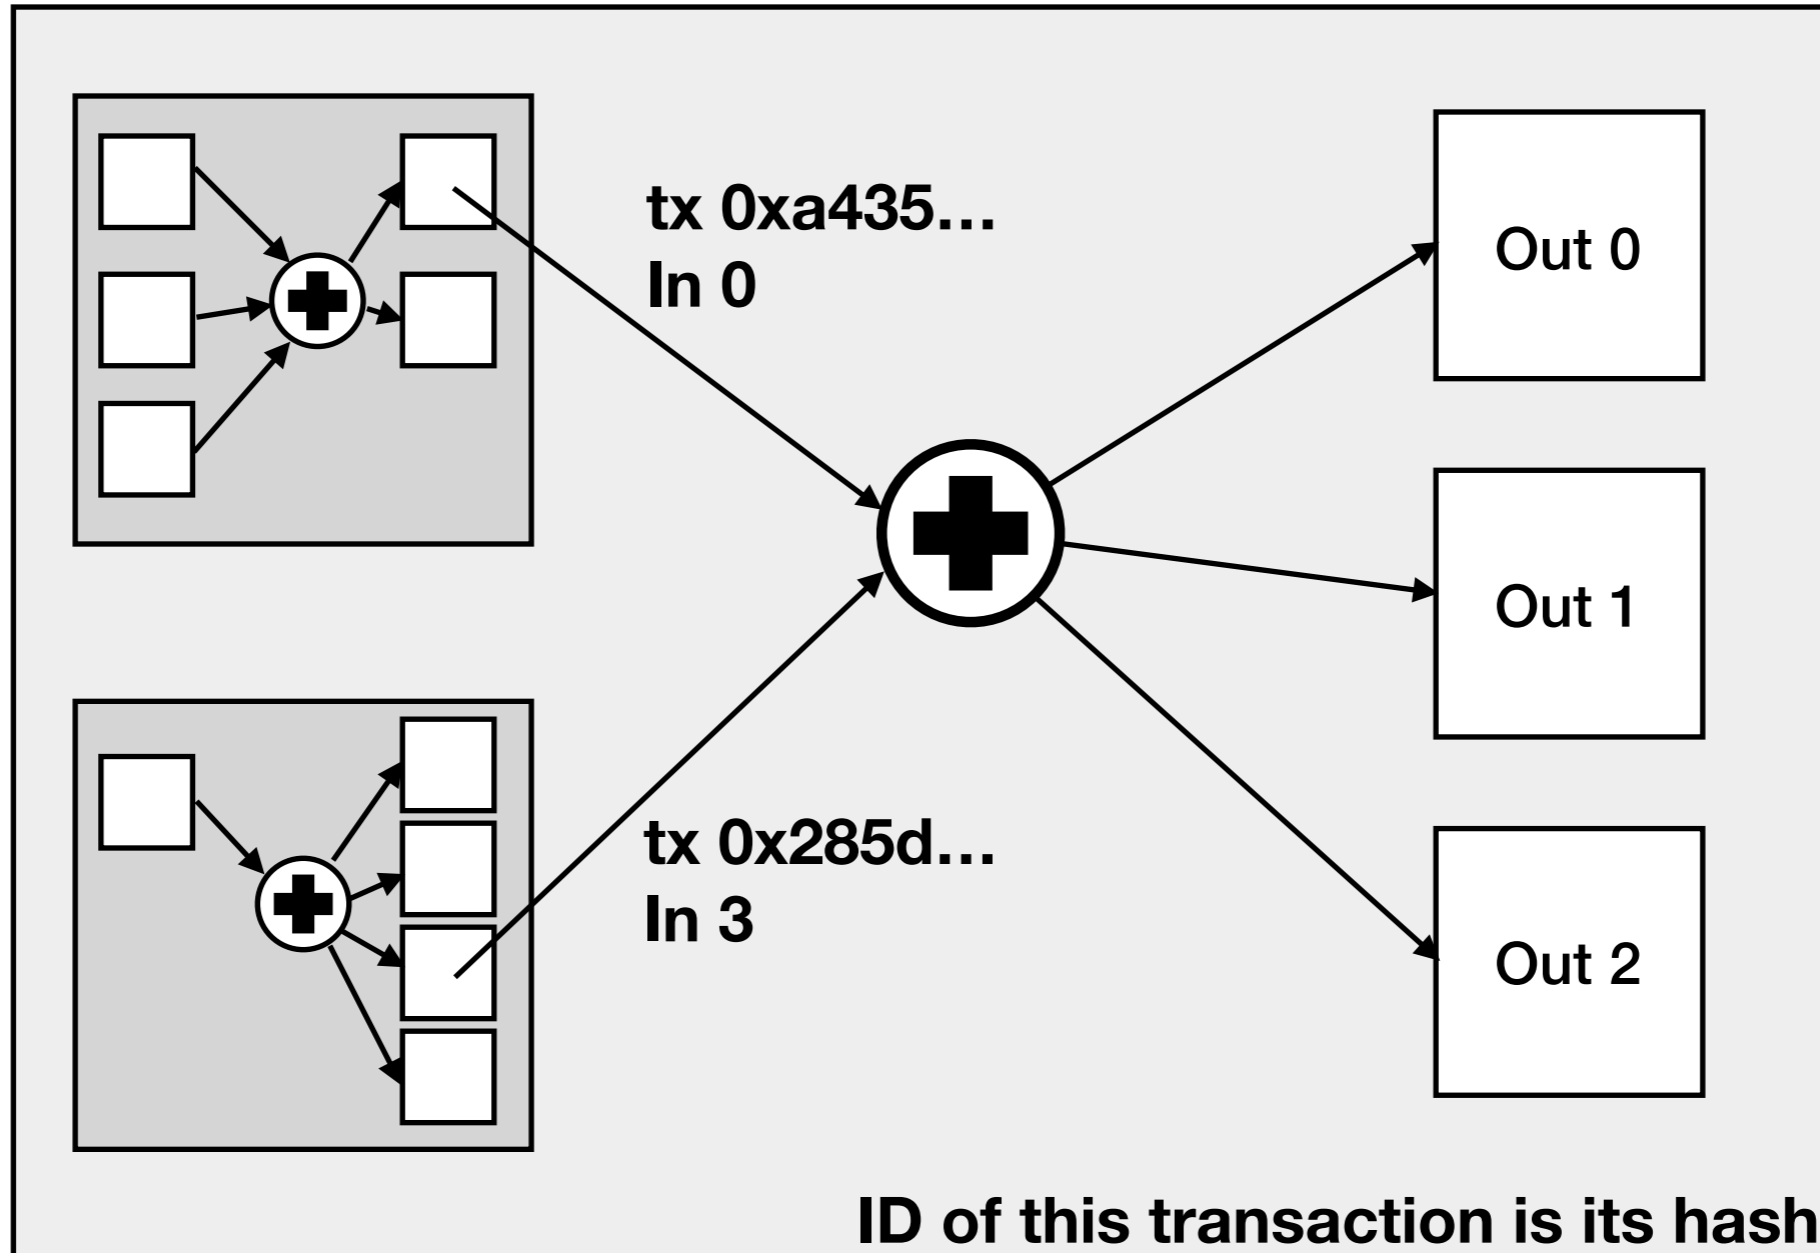 tx 0xa435…
In 0
Out 0
Out 1
tx 0x285d…
In 3
Out 2
ID of this transaction is its hash